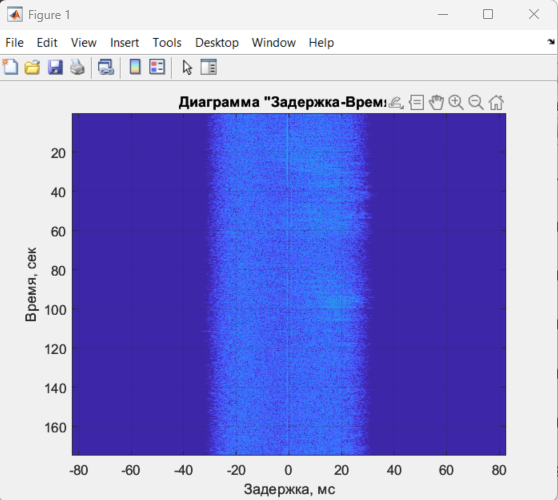 Figure 1
File Edit View Insert Tools Desktop Window Help
Диаграмма "Задержка-Время
20
40
60
80
100
120
140
160
Время, сек
-80 -60 -40 -20 0 20 40 60 80
Задержка, мс